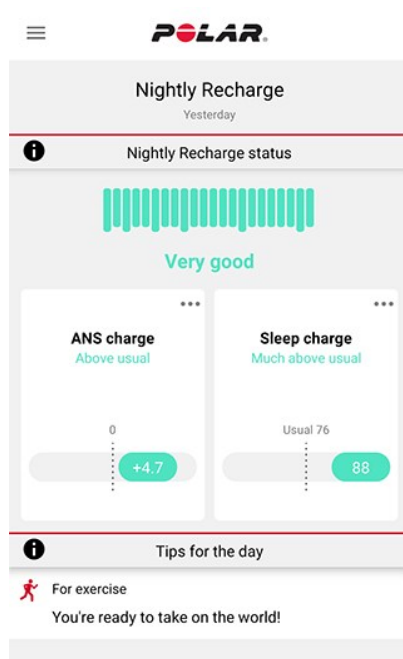 POLAR.
Nightly Recharge
Yesterday
Nightly Recharge status
Very good
ANS charge
Above usual
0
+4.7
Sleep charge
Much above usual
Usual 76
88
Tips for the day
For exercise
You're ready to take on the world!